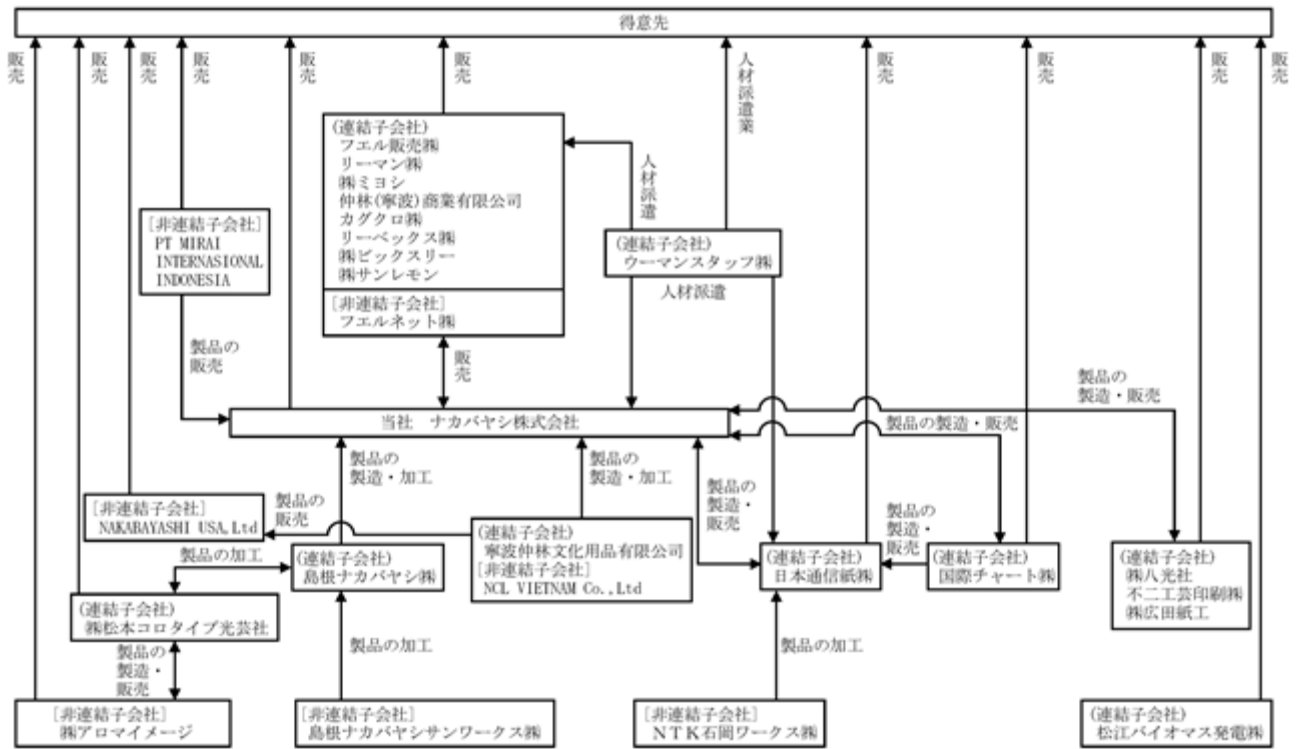 得意先
販売
販売
販売
販売
販売
販売
人材派遣業
販売
販売
販売
販売
(連結子会社)
フエル販売㈱
リーマン㈱
㈱ミヨシ
仲林(寧波)商業有限公司
カグクロ㈱
リーベックス㈱
㈱ビックスリー
㈱サンレモン
[非連結子会社]
フエルネット㈱
人材派遣
[非連結子会社]
PT MIRAI
INTERNASIONAL
INDONESIA
(連結子会社)
ウーマンスタッフ㈱
人材派遣
製品の
販売
販売
製品の
製造・販売
当社 ナカバヤシ株式会社
製品の製造・販売
製品の
製造・加工
製品の
製造・加工
製品の
製造・
販売
製品の
製造・
販売
[非連結子会社]
NAKABAYASHI USA,Ltd
製品の
販売
(連結子会社)
寧波仲林文化用品有限公司
[非連結子会社]
NCL VIETNAM Co.,Ltd
製品の加工
(連結子会社)
島根ナカバヤシ㈱
(連結子会社)
日本通信紙㈱
(連結子会社)
国際チャート㈱
(連結子会社)
㈱八光社
不二工芸印刷㈱
㈱広田紙工
(連結子会社)
㈱松本コロタイプ光芸社
製品の
製造・
販売
製品の加工
製品の加工
[非連結子会社]
㈱アロマイメージ
[非連結子会社]
島根ナカバヤシサンワークス㈱
[非連結子会社]
NTK石岡ワークス㈱
(連結子会社)
松江バイオマス発電㈱